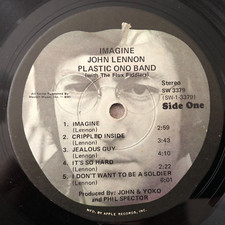 IMAGINE
JOHN LENNON
PLASTIC ONO BAND
(with The Flux Fiddlers)
Stereo
SW 3379
(SW-1-3379)
Side One
1. IMAGINE
(Lennon) 2:59
2. CRIPPLED INSIDE
(Lennon) 3:43
3. JEALOUS GUY
(Lennon) 4:10
4. IT'S SO HARD
(Lennon) 2:22
5. I DON'T WANT TO BE A SOLDIER
(Lennon) 6:01
Produced By: JOHN & YOKO
and PHIL SPECTOR
MFD. BY APPLE RECORDS, INC.